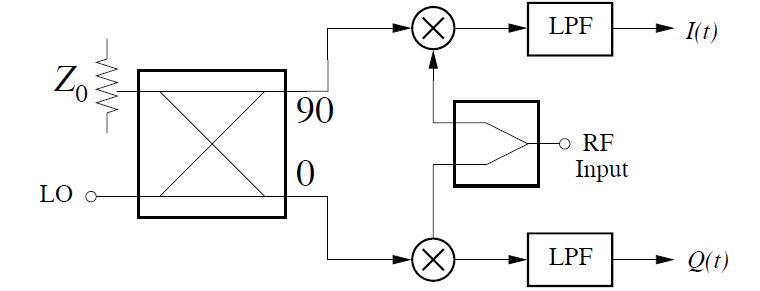 LPF
I(t)
Z0
90
RF
Input
0
LO
LPF
Q(t)